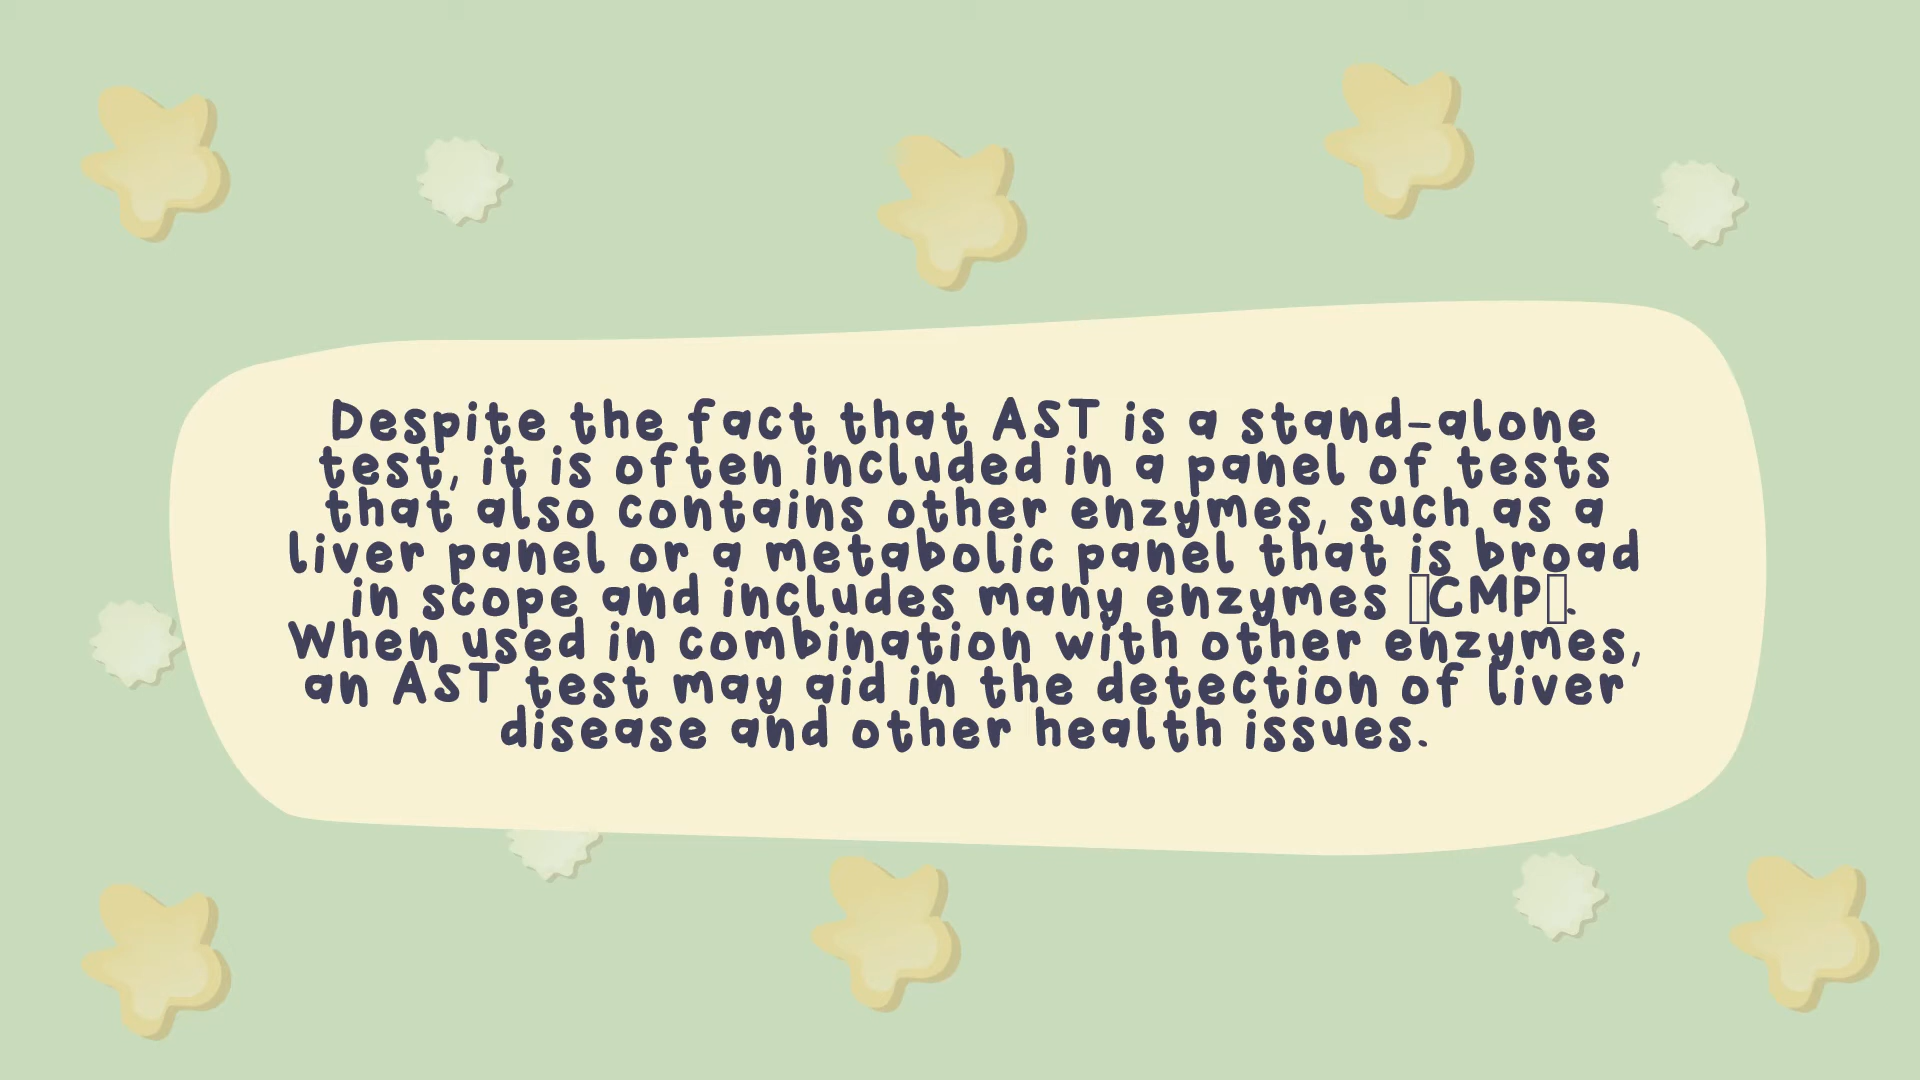 Despite the fact that AST is a stand-alone
test, it is often included in a panel of tests
that also contains other enzymes, such as a
liver panel or a metabolic panel that is broad
in scope and includes many enzymes ▯CMP▯.
When used in combination with other enzymes,
an AST test may aid in the detection of liver
disease and other health issues.